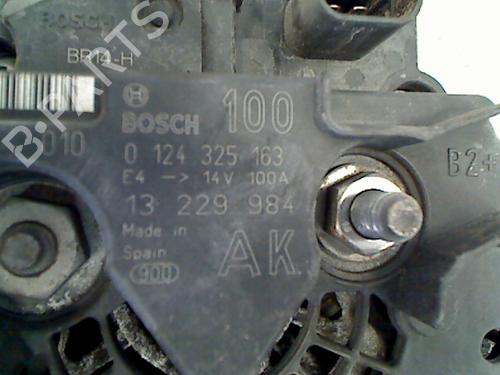 BOSCH
BR14-H
B-PARTS
BOSCH 100
010
0 124 325 163
E4 -> 14V 100A
13 229 984
Made in
Spain
AK
900
B2+